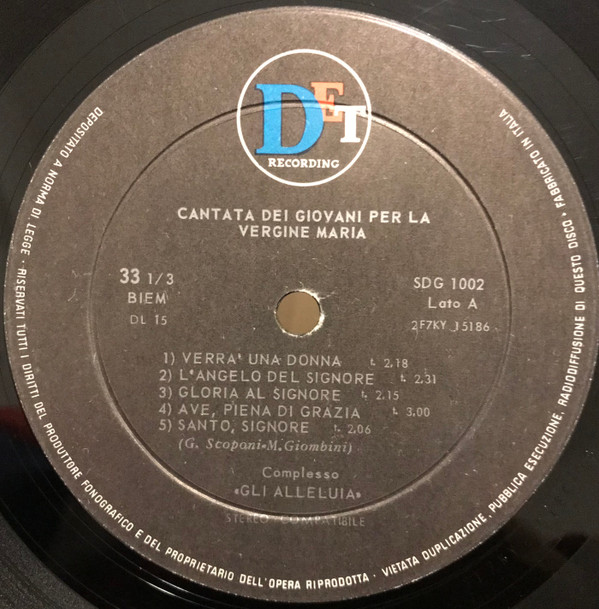 DET
RECORDING
CANTATA DEI GIOVANI PER LA
VERGINE MARIA
33 1/3
BIEM
DL 15
SDG 1002
Lato A
2F7KY 15186
1) VERRA' UNA DONNA t. 2.18
2) L'ANGELO DEL SIGNORE t. 2.31
3) GLORIA AL SIGNORE t. 2.15
4) AVE, PIENA DI GRAZIA t. 3.00
5) SANTO, SIGNORE t. 2.06
(G. Scopani-M.Giombini)
Complesso
«GLI ALLELUIA»
STEREO COMPATIBILE
DEPOSITATO A NORMA DI LEGGE - RISERVATI TUTTI I DIRITTI DEL PRODUTTORE FONOGRAFICO E DEL PROPRIETARIO DELL'OPERA RIPRODOTTA - VIETATA DUPLICAZIONE, PUBBLICA ESECUZIONE, RADIODIFFUSIONE DI QUESTO DISCO • FABBRICATO IN ITALIA